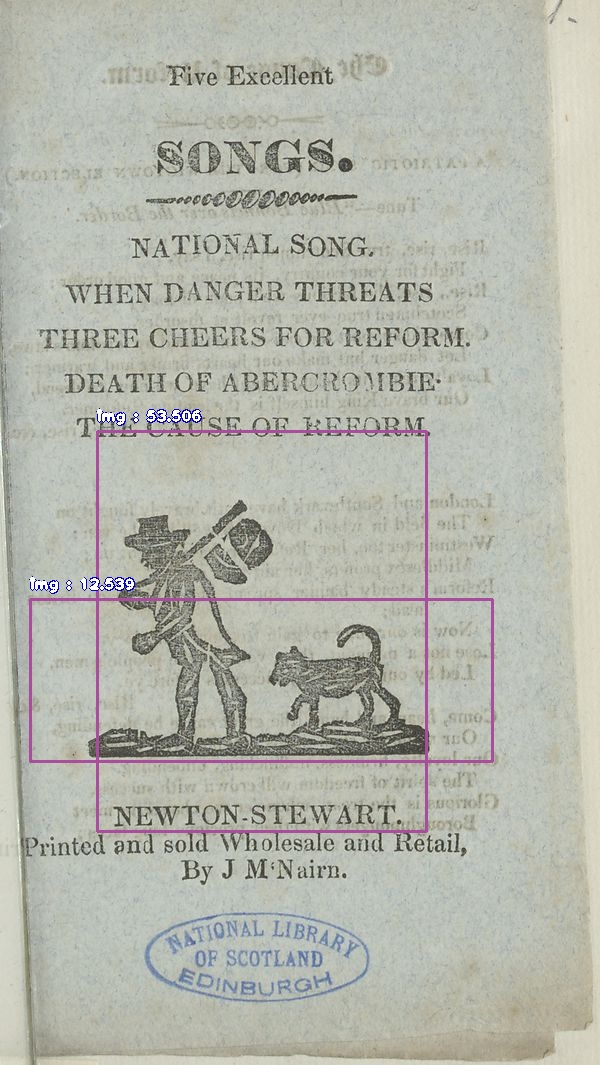 Five Excellent
SONGS.
NATIONAL SONG.
WHEN DANGER THREATS
THREE CHEERS FOR REFORM.
DEATH OF ABERCROMBIE.
img : 53.506
THE CAUSE OF REFORM.
img : 12.539
NEWTON-STEWART.
Printed and sold Wholesale and Retail,
By J M'Nairn.
NATIONAL LIBRARY
OF SCOTLAND
EDINBURGH